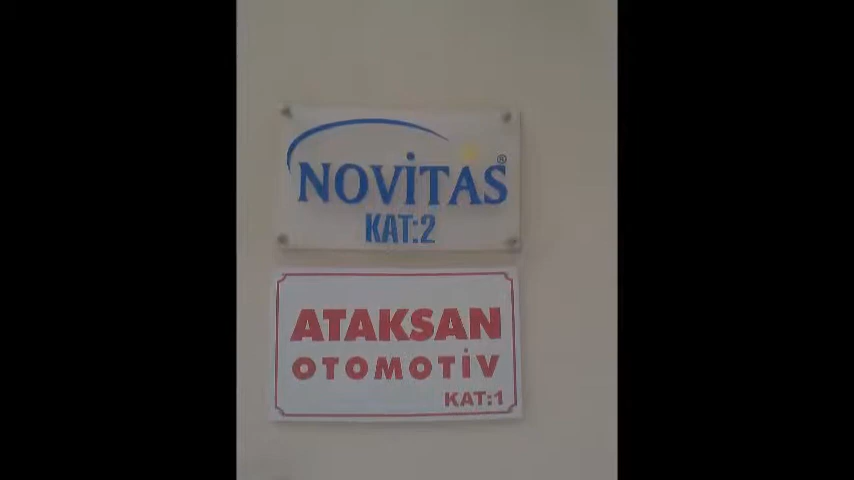 NOVİTAS®
KAT:2
ATAKSAN
OTOMOTİV
KAT:1